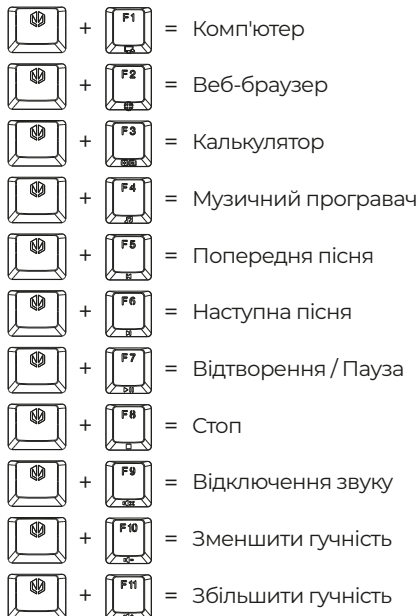 + F1 = Комп'ютер
+ F2 = Веб-браузер
+ F3 = Калькулятор
+ F4 = Музичний програвач
+ F5 = Попередня пісня
+ F6 = Наступна пісня
+ F7 = Відтворення / Пауза
+ F8 = Стоп
+ F9 = Відключення звуку
+ F10 = Зменшити гучність
+ F11 = Збільшити гучність